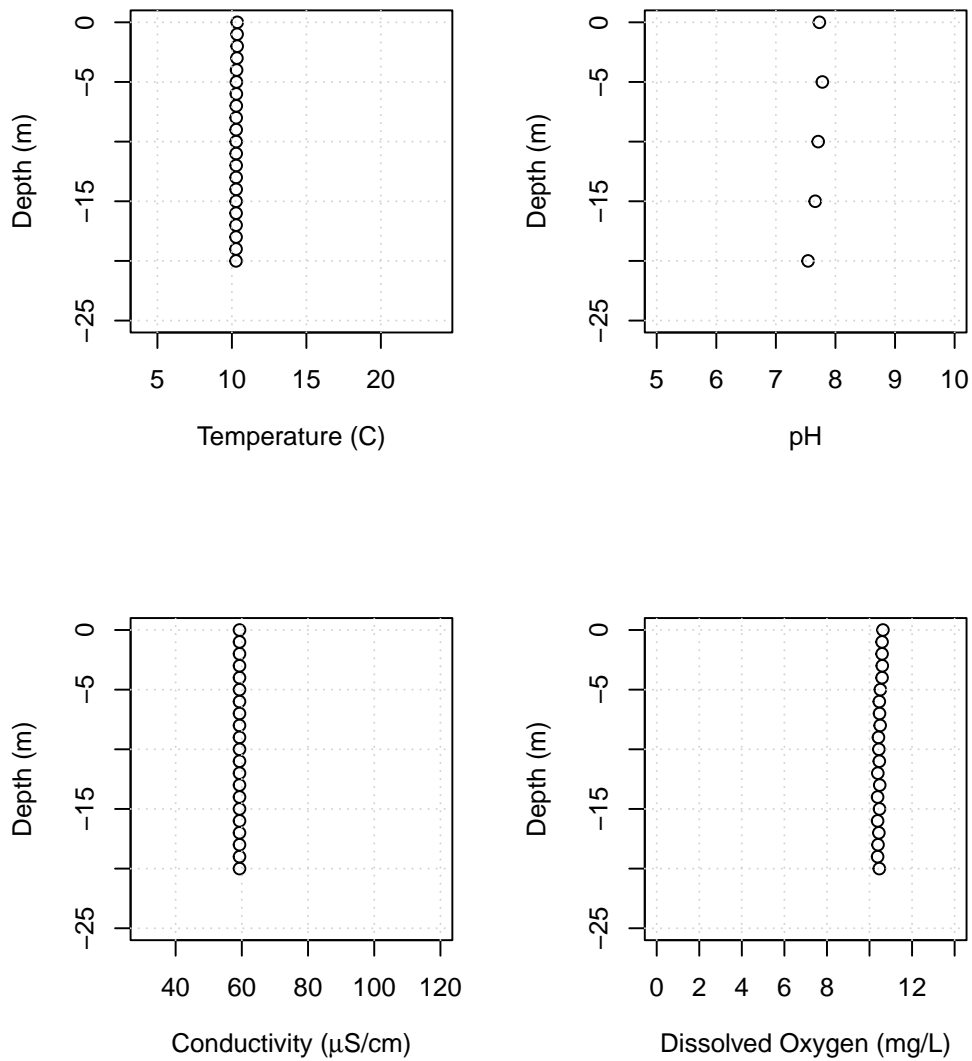 0
−5
−15
−25
Depth (m)
5 10 15 20
Temperature (C)
0
−5
−15
−25
Depth (m)
5 6 7 8 9 10
pH
0
−5
−15
−25
Depth (m)
40 60 80 100 120
Conductivity (μS/cm)
0
−5
−15
−25
Depth (m)
0 2 4 6 8 12
Dissolved Oxygen (mg/L)